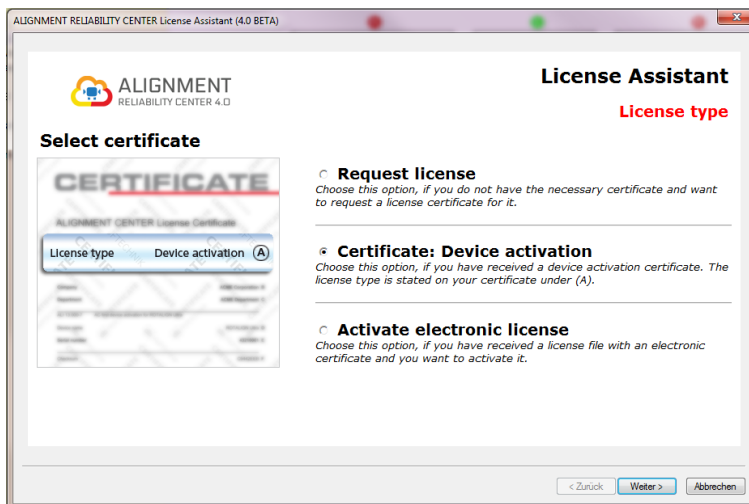 ALIGNMENT RELIABILITY CENTER License Assistant (4.0 BETA)
ALIGNMENT
RELIABILITY CENTER 4.0
License Assistant
License type
Select certificate
CERTIFICATE
ALIGNMENT CENTER License Certificate
License type Device activation (A)
Request license
Choose this option, if you do not have the necessary certificate and want
to request a license certificate for it.
Certificate: Device activation
Choose this option, if you have received a device activation certificate. The
license type is stated on your certificate under (A).
Activate electronic license
Choose this option, if you have received a license file with an electronic
certificate and you want to activate it.
< Zurück
Weiter >
Abbrechen